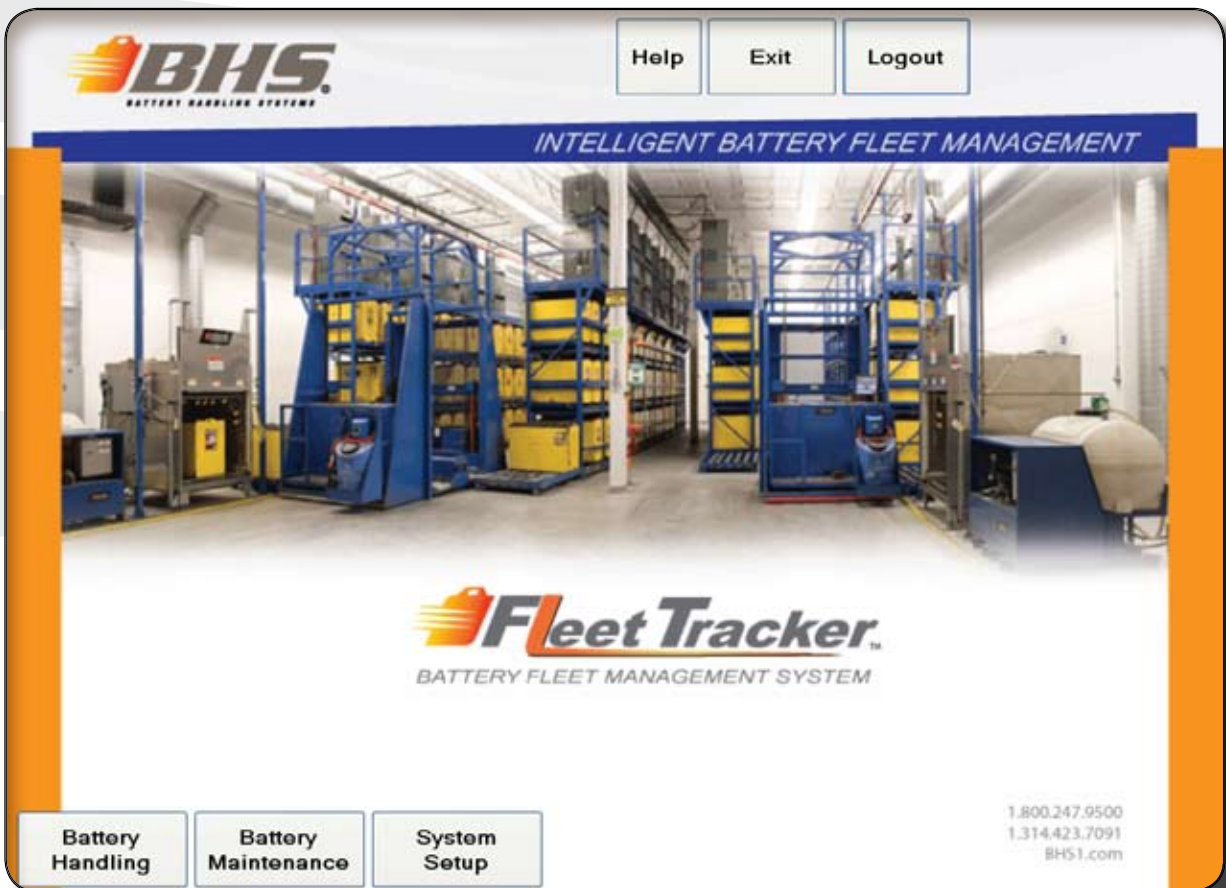 BHS.
BATTERY HANDLING SYSTEMS
Help
Exit
Logout
INTELLIGENT BATTERY FLEET MANAGEMENT
Fleet Tracker™
BATTERY FLEET MANAGEMENT SYSTEM
Battery
Handling
Battery
Maintenance
System
Setup
1.800.247.9500
1.314.423.7091
BHS1.com